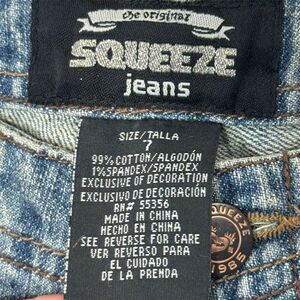 the original
SQUEEZE
jeans
SIZE/TALLA
7
99% COTTON/ALGODÓN
1% SPANDEX/SPANDEX
EXCLUSIVE OF DECORATION
EXCLUSIVO DE DECORACIÓN
RN# 55356
MADE IN CHINA
HECHO EN CHINA
SEE REVERSE FOR CARE
VER REVERSO PARA
EL CUIDADO
DE LA PRENDA
SQUEEZE
1985